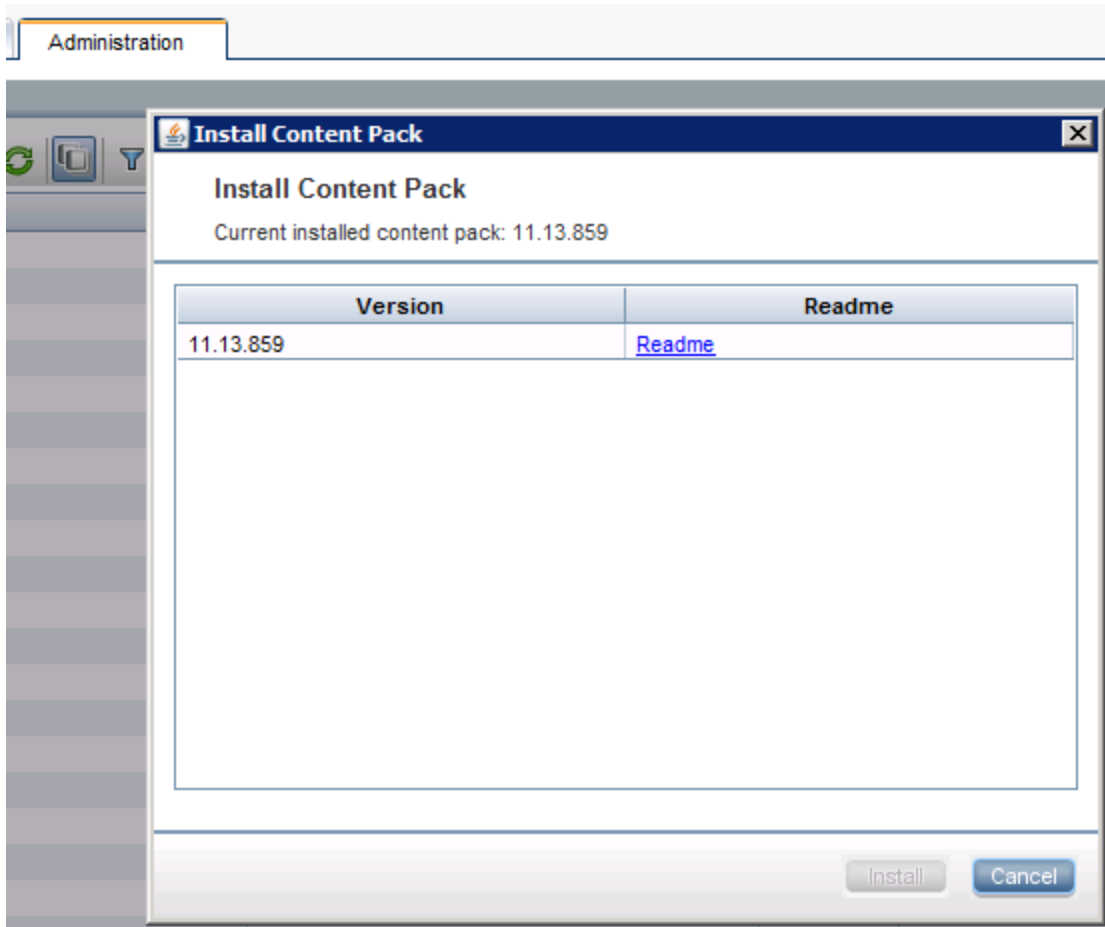 Administration
Install Content Pack
Install Content Pack
Current installed content pack: 11.13.859
Version Readme
11.13.859 Readme
Install Cancel